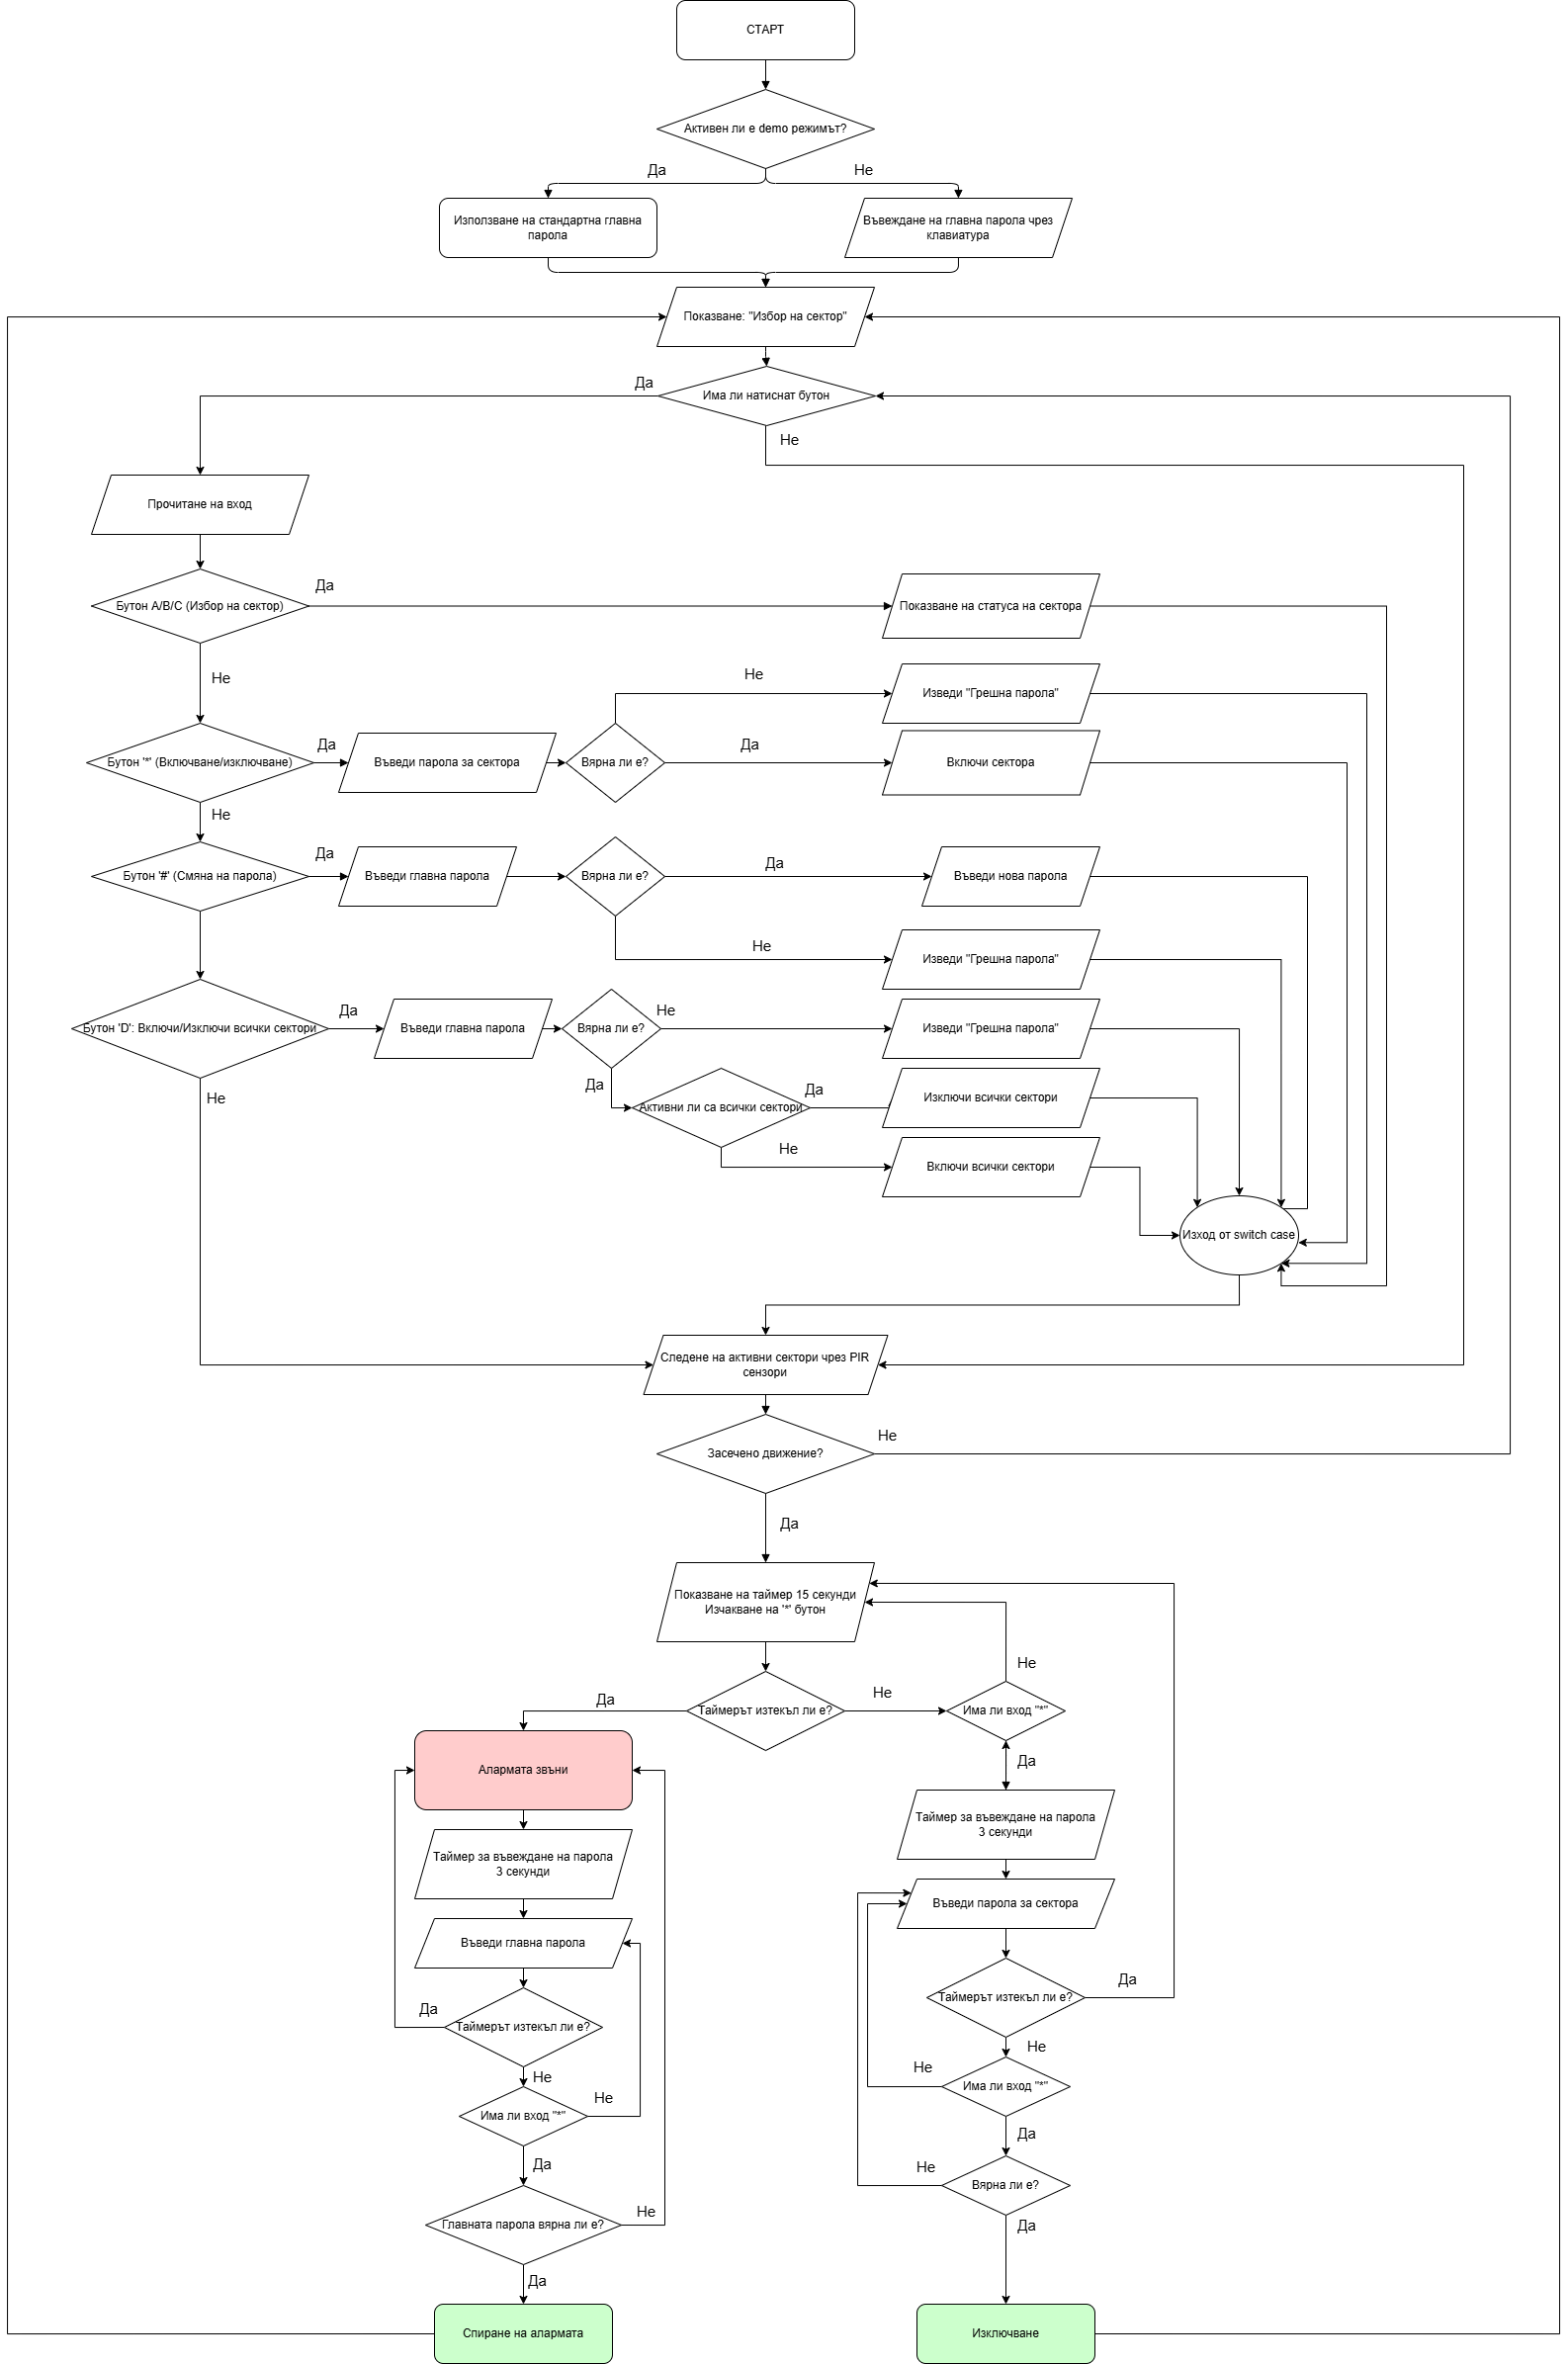 СТАРТ
Активен ли е demo режимът?
Да
Не
Използване на стандартна главна
парола
Въвеждане на главна парола чрез
клавиатура
Показване: "Избор на сектор"
Да
Има ли натиснат бутон
Не
Прочитане на вход
Да
Бутон A/B/C (Избор на сектор)
Показване на статуса на сектора
Не
Не
Изведи "Грешна парола"
Да
Да
Бутон '*' (Включване/изключване)
Въведи парола за сектора
Вярна ли е?
Включи сектора
Не
Да
Да
Бутон '#' (Смяна на парола)
Въведи главна парола
Вярна ли е?
Въведи нова парола
Не
Изведи "Грешна парола"
Да
Не
Бутон 'D': Включи/Изключи всички сектори
Въведи главна парола
Вярна ли е?
Изведи "Грешна парола"
Не
Да
Да
Активни ли са всички сектори
Изключи всички сектори
Не
Включи всички сектори
Изход от switch case
Следене на активни сектори чрез PIR
сензори
Не
Засечено движение?
Да
Показване на таймер 15 секунди
Изчакване на '*' бутон
Не
Да
Не
Таймерът изтекъл ли е?
Има ли вход "*"
Да
Алармата звъни
Таймер за въвеждане на парола
3 секунди
Таймер за въвеждане на парола
3 секунди
Въведи парола за сектора
Въведи главна парола
Да
Таймерът изтекъл ли е?
Да
Таймерът изтекъл ли е?
Не
Не
Не
Има ли вход "*"
Не
Има ли вход "*"
Да
Да
Не
Вярна ли е?
Не
Главната парола вярна ли е?
Да
Да
Спиране на алармата
Изключване